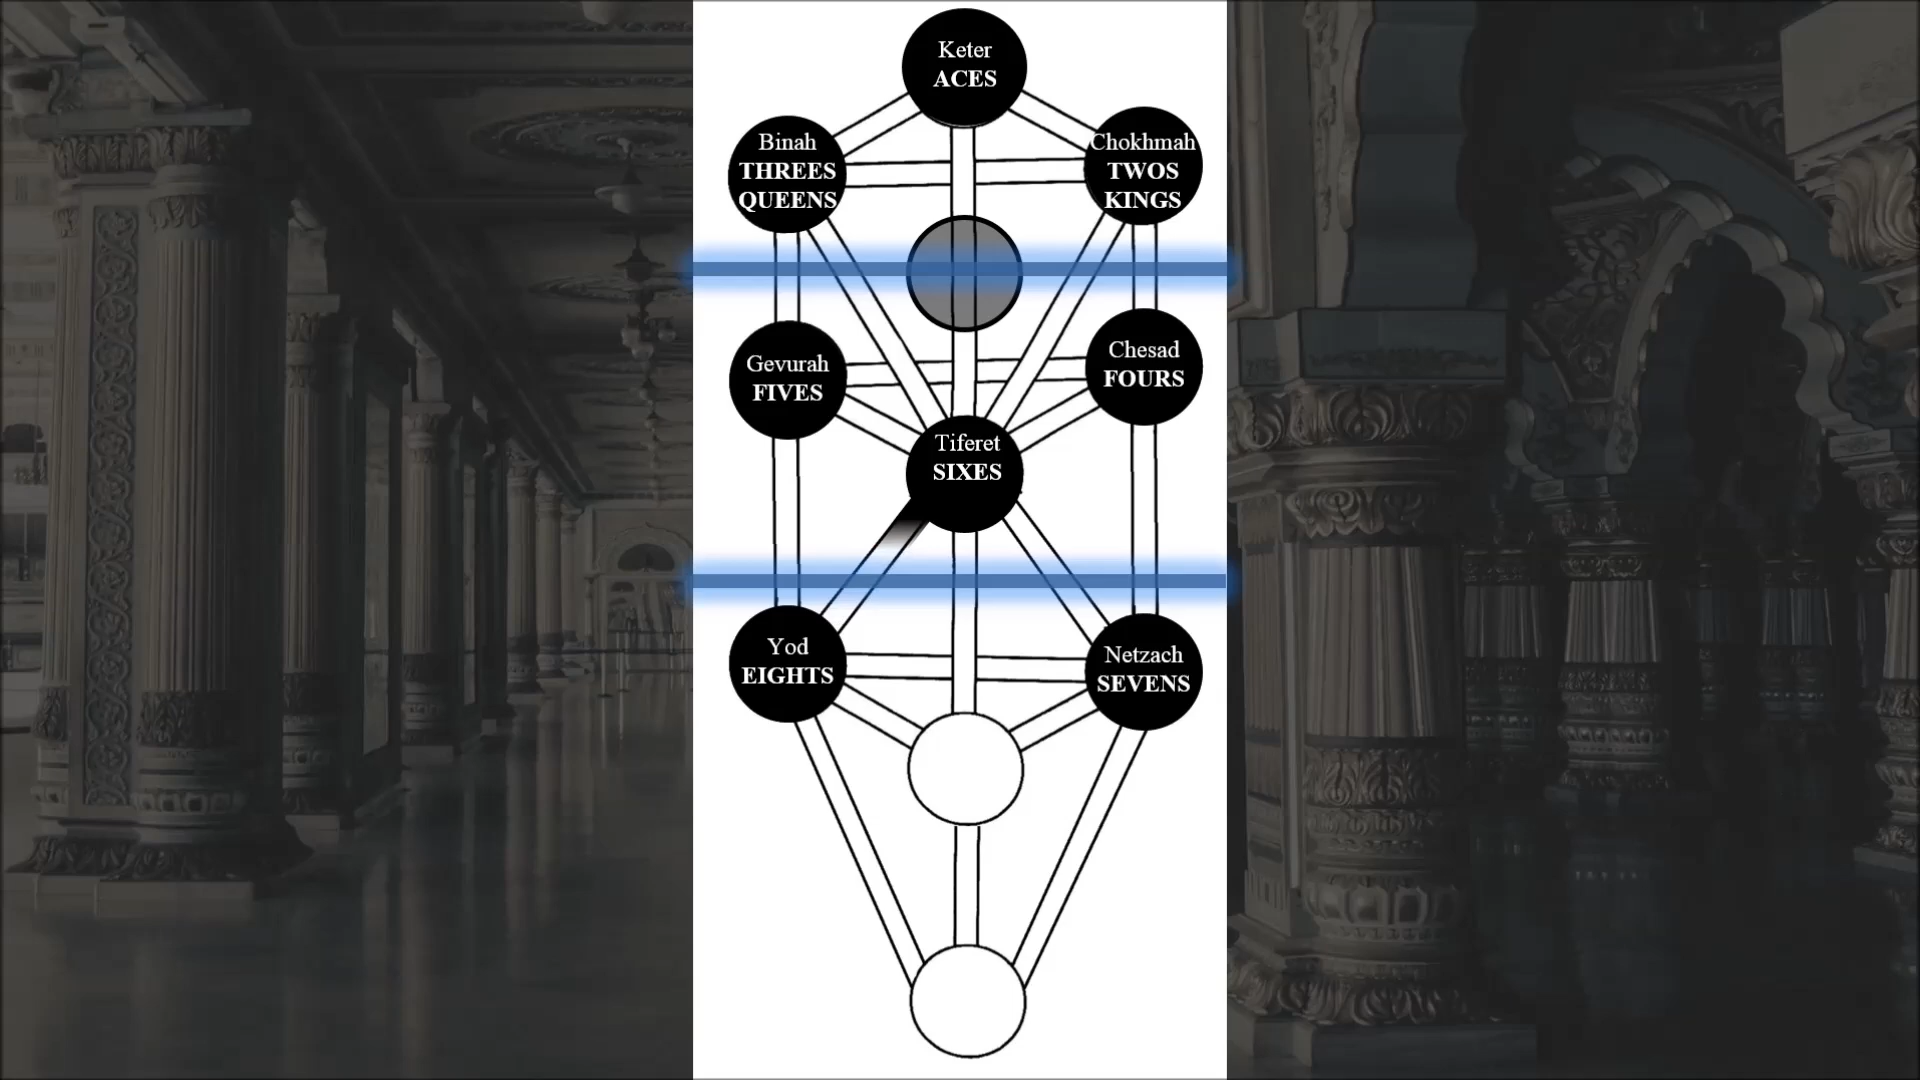 Keter
ACES
Binah
THREES
QUEENS
Chokhmah
TWOS
KINGS
Gevurah
FIVES
Chesad
FOURS
Tiferet
SIXES
Yod
EIGHTS
Netzach
SEVENS